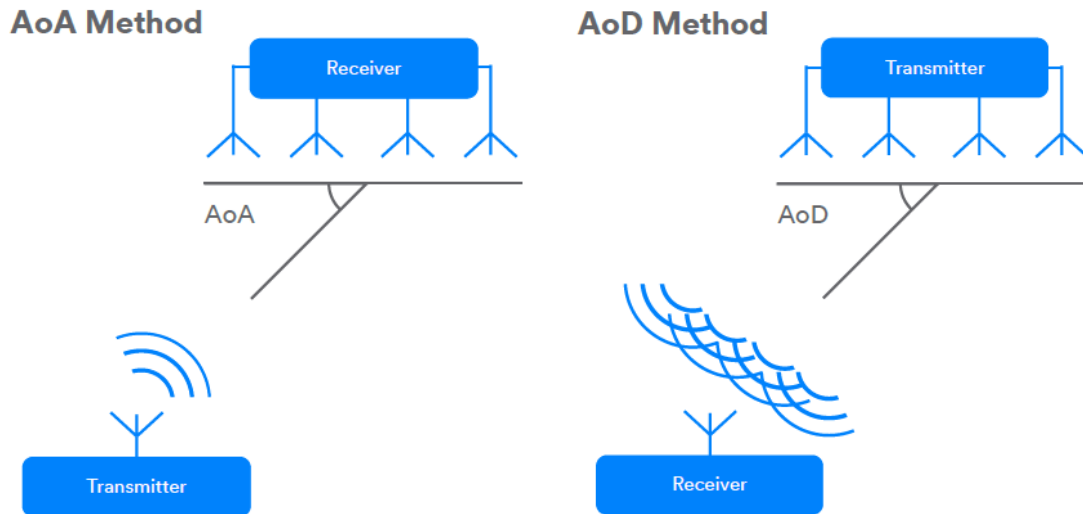 AoA Method
Receiver
AoA
Transmitter
AoD Method
Transmitter
AoD
Receiver